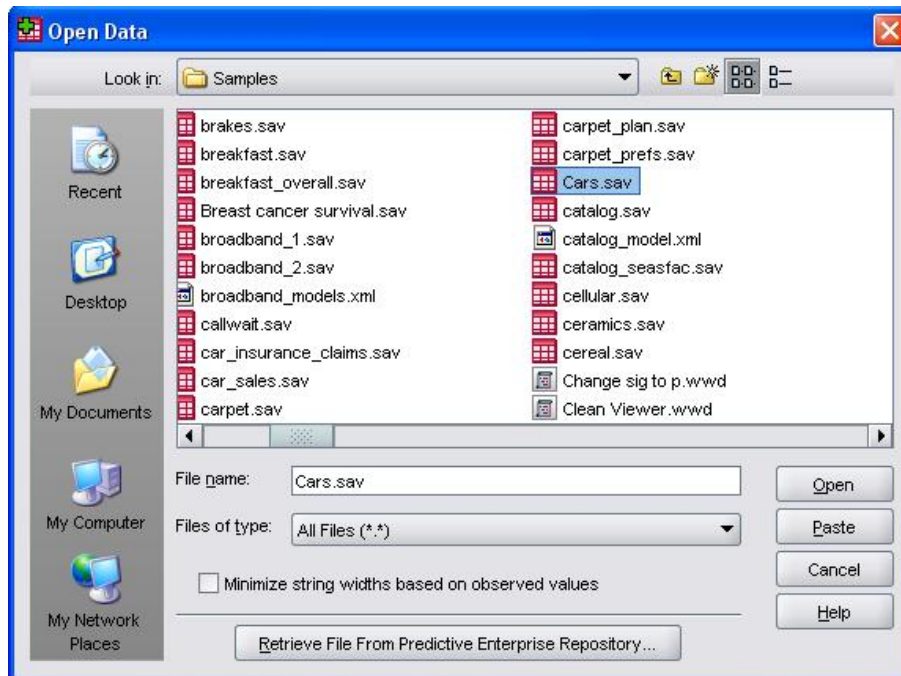 Open Data
Look in: Samples
Recent
Desktop
My Documents
My Computer
My Network
Places
brakes.sav
breakfast.sav
breakfast_overall.sav
Breast cancer survival.sav
broadband_1.sav
broadband_2.sav
broadband_models.xml
callwait.sav
car_insurance_claims.sav
car_sales.sav
carpet.sav
carpet_plan.sav
carpet_prefs.sav
Cars.sav
catalog.sav
catalog_model.xml
catalog_seasfac.sav
cellular.sav
ceramics.sav
cereal.sav
Change sig to p.wwd
Clean Viewer.wwd
File name: Cars.sav
Files of type: All Files (*.*)
Minimize string widths based on observed values
Retrieve File From Predictive Enterprise Repository...
Open
Paste
Cancel
Help